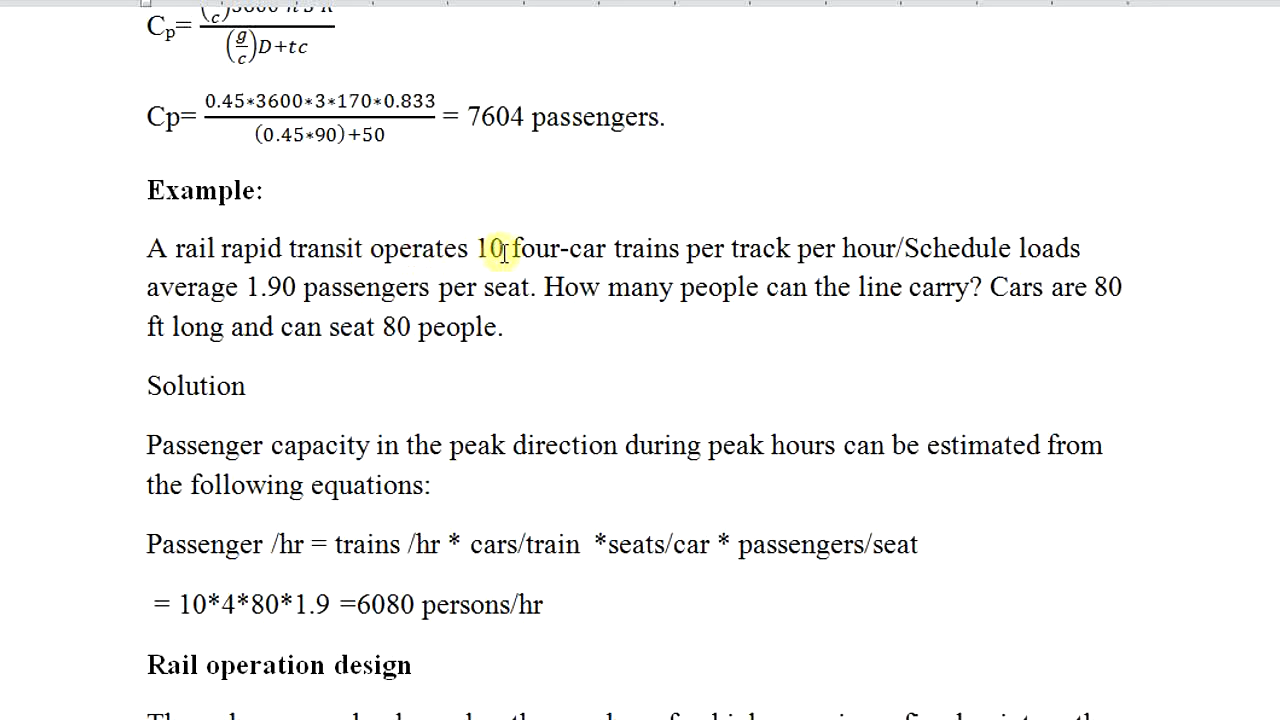 Cp=
(g/c)D+tc
Cp= 0.45*3600*3*170*0.833 / (0.45*90)+50 = 7604 passengers.
Example:
A rail rapid transit operates 10 four-car trains per track per hour/Schedule loads
average 1.90 passengers per seat. How many people can the line carry? Cars are 80
ft long and can seat 80 people.
Solution
Passenger capacity in the peak direction during peak hours can be estimated from
the following equations:
Passenger /hr = trains /hr * cars/train *seats/car * passengers/seat
= 10*4*80*1.9 =6080 persons/hr
Rail operation design